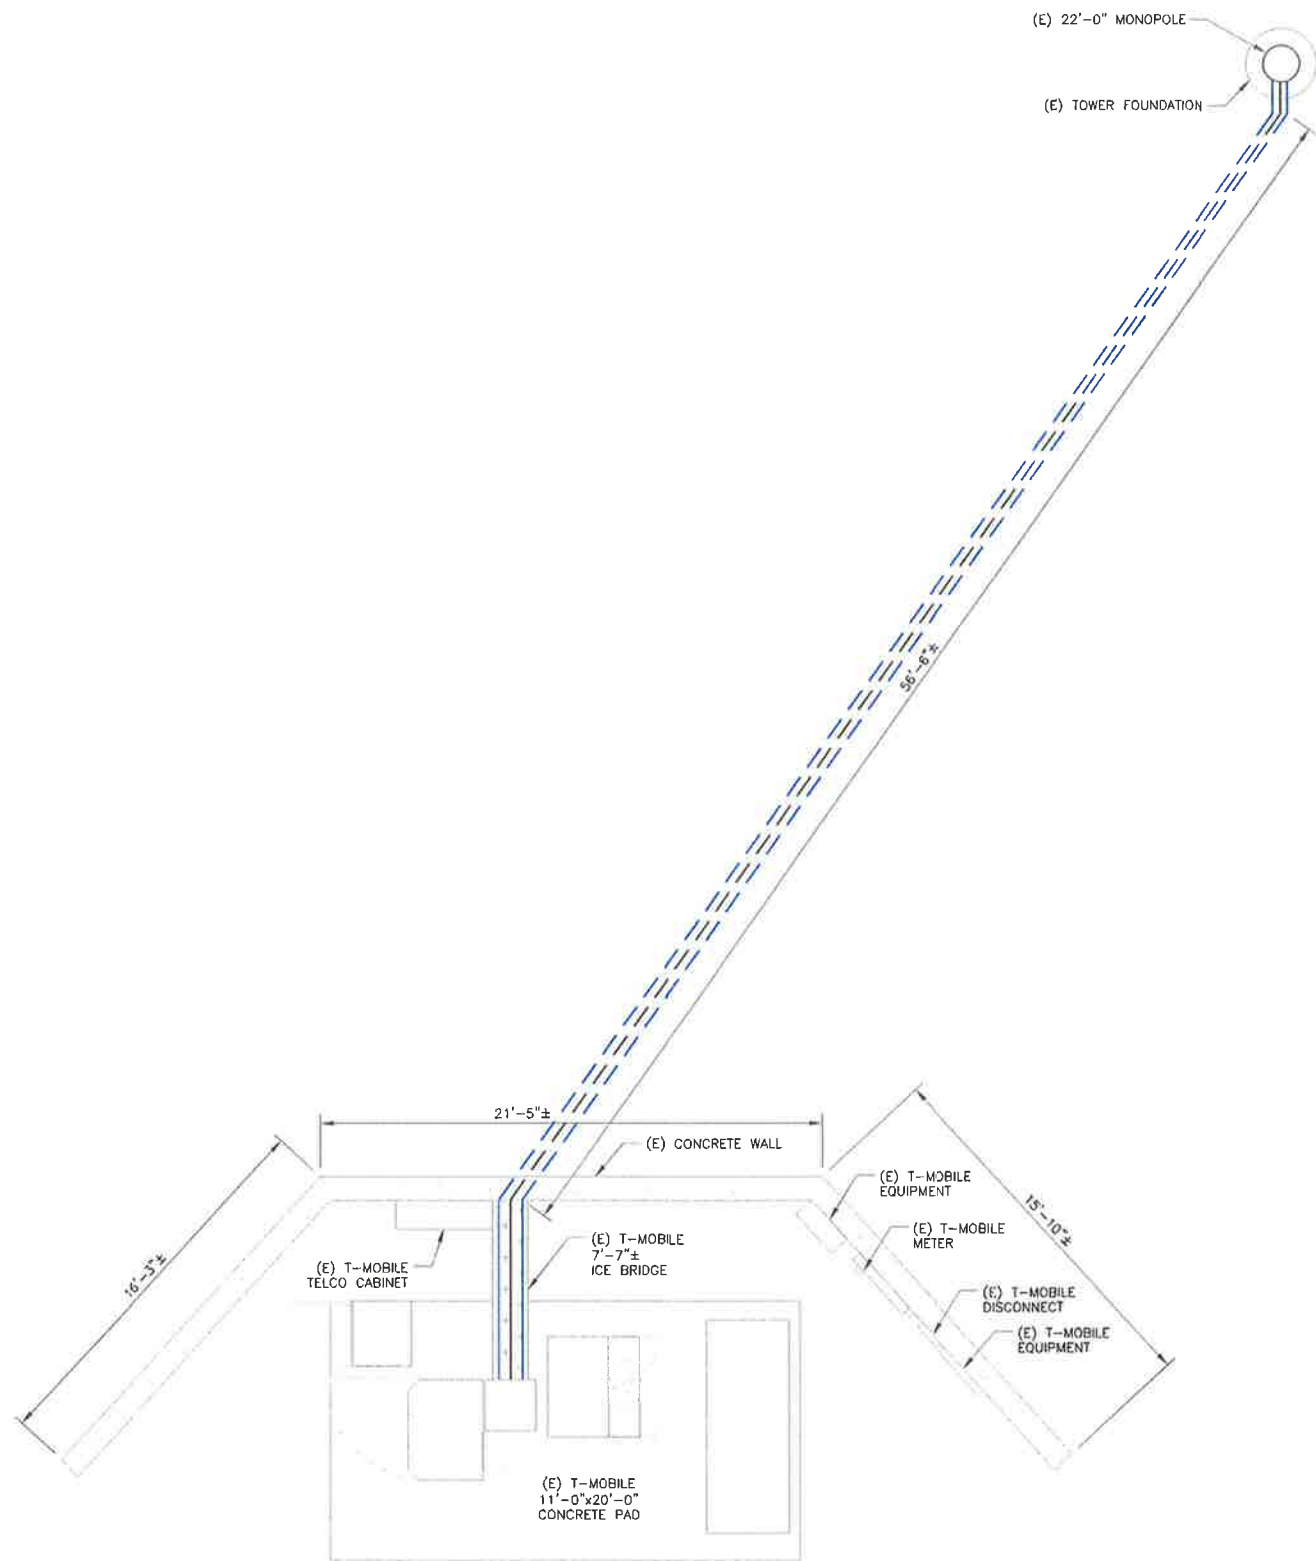 (E) 22'-0" MONOPOLE
(E) TOWER FOUNDATION
56'-6"±
21'-5"±
(E) CONCRETE WALL
(E) T-MOBILE
EQUIPMENT
15'-10"±
(E) T-MOBILE
METER
16'-3"±
(E) T-MOBILE
TELCO CABINET
(E) T-MOBILE
7'-7"±
ICE BRIDGE
(E) T-MOBILE
DISCONNECT
(E) T-MOBILE
EQUIPMENT
(E) T-MOBILE
11'-0"x20'-0"
CONCRETE PAD